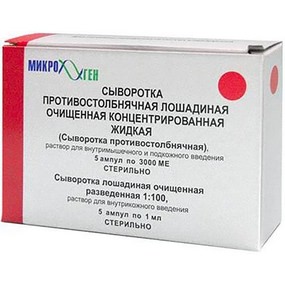 МИКРОГЕН
СЫВОРОТКА
ПРОТИВОСТОЛБНЯЧНАЯ ЛОШАДИНАЯ
ОЧИЩЕННАЯ КОНЦЕНТРИРОВАННАЯ
ЖИДКАЯ
(Сыворотка противостолбнячная),
раствор для внутримышечного и подкожного введения
5 ампул по 3000 МЕ
СТЕРИЛЬНО
Сыворотка лошадиная очищенная
разведенная 1:100,
раствор для внутрикожного введения
5 ампул по 1 мл
СТЕРИЛЬНО